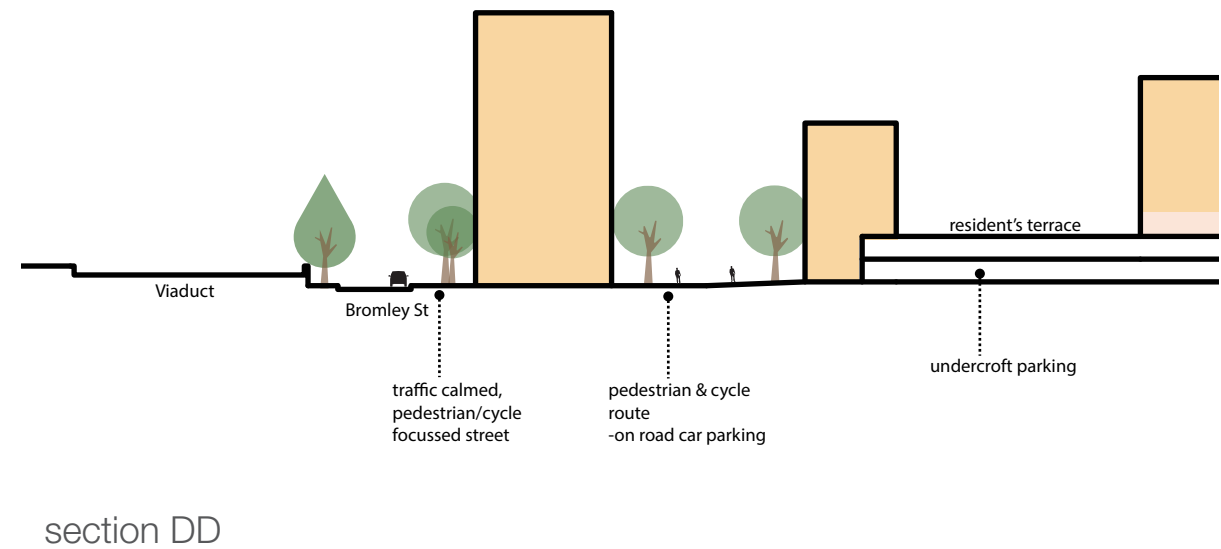 resident's terrace
Viaduct
Bromley St
undercroft parking
traffic calmed,
pedestrian/cycle
focussed street
pedestrian & cycle
route
-on road car parking
section DD